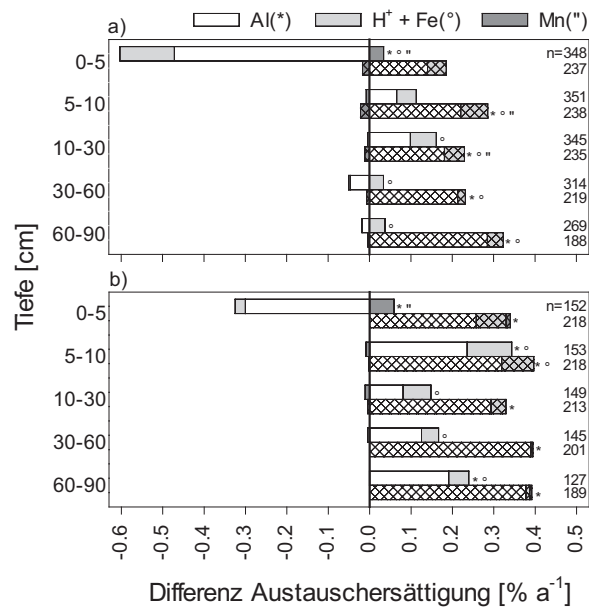 Al(*) H⁺ + Fe(°) Mn(")
a)
0-5 * ° " n=348
237
5-10 351
* ° " 238
10-30 ° 345
* ° " 235
30-60 ° 314
* ° 219
60-90 ° 269
* ° 188
Tiefe [cm]
b)
0-5 * " n=152
* 218
5-10 * ° 153
* ° 218
10-30 ° 149
* 213
30-60 ° 145
* 201
60-90 * ° 127
* 189
-0.6 -0.5 -0.4 -0.3 -0.2 -0.1 0.0 0.1 0.2 0.3 0.4 0.5
Differenz Austauschersättigung [% a⁻¹]